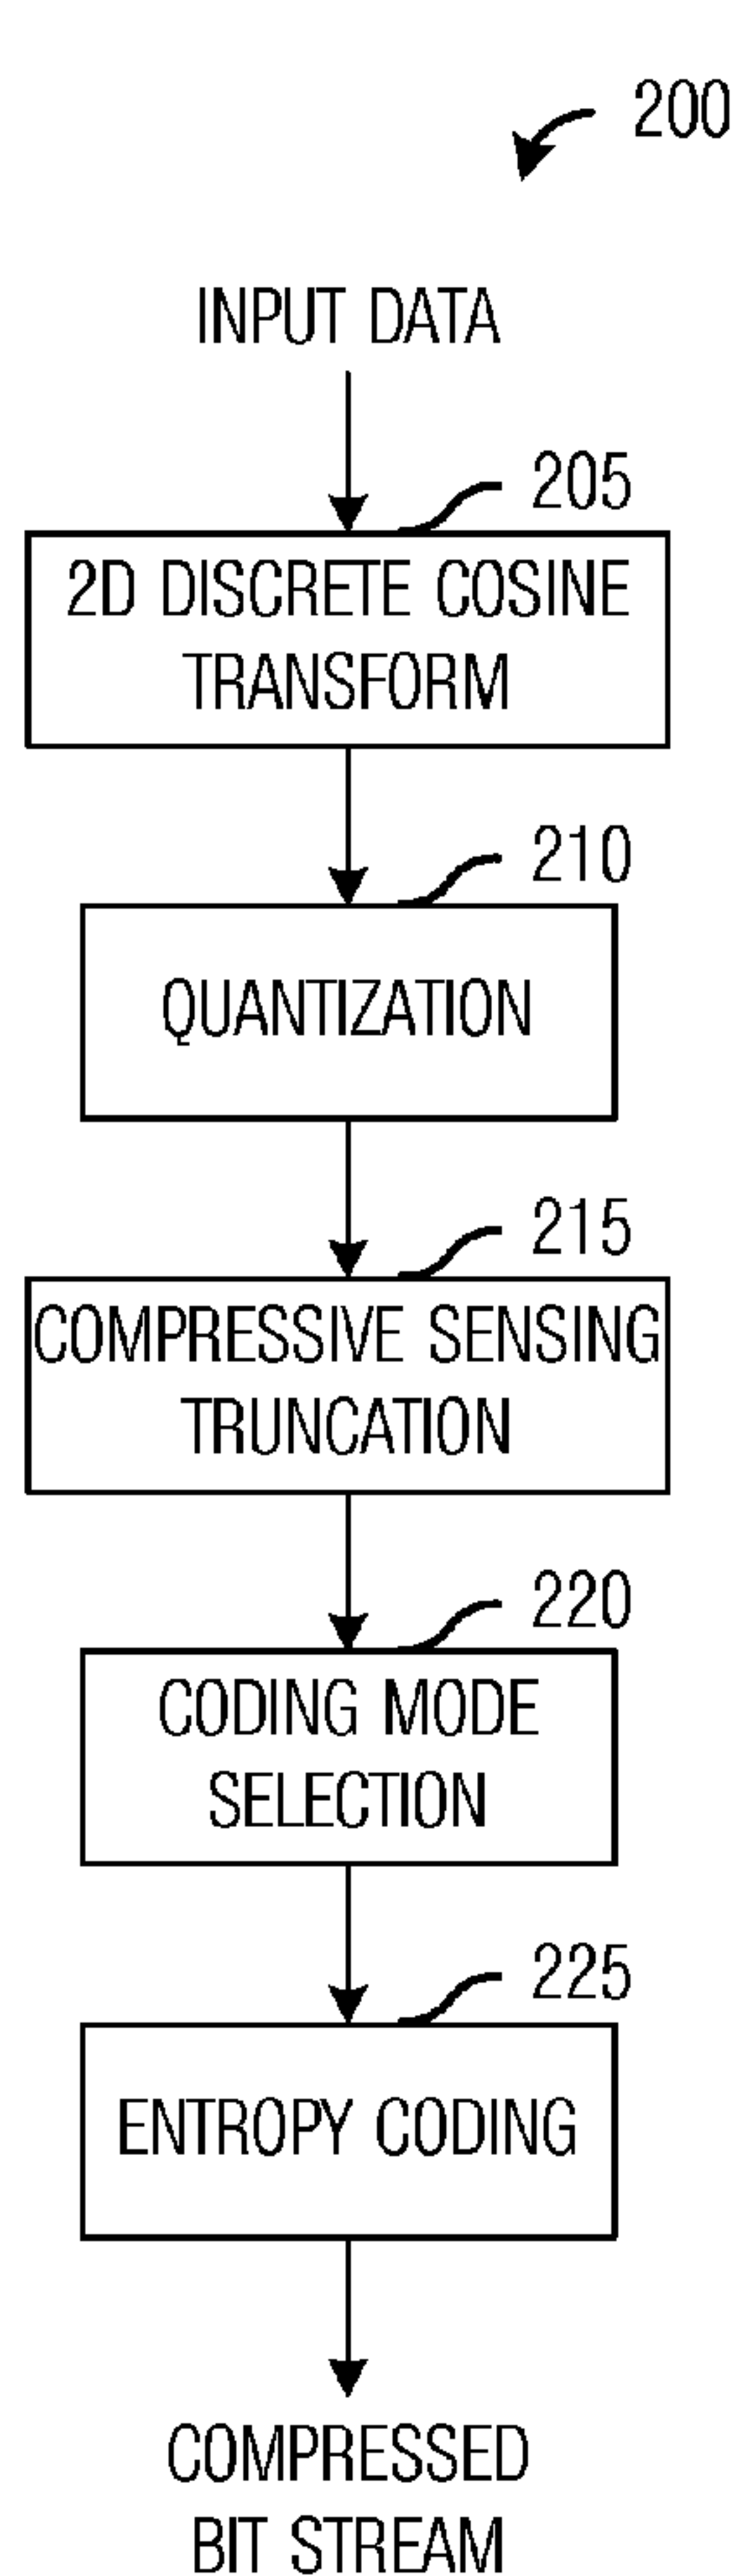 200
INPUT DATA
205
2D DISCRETE COSINE
TRANSFORM
210
QUANTIZATION
215
COMPRESSIVE SENSING
TRUNCATION
220
CODING MODE
SELECTION
225
ENTROPY CODING
COMPRESSED
BIT STREAM